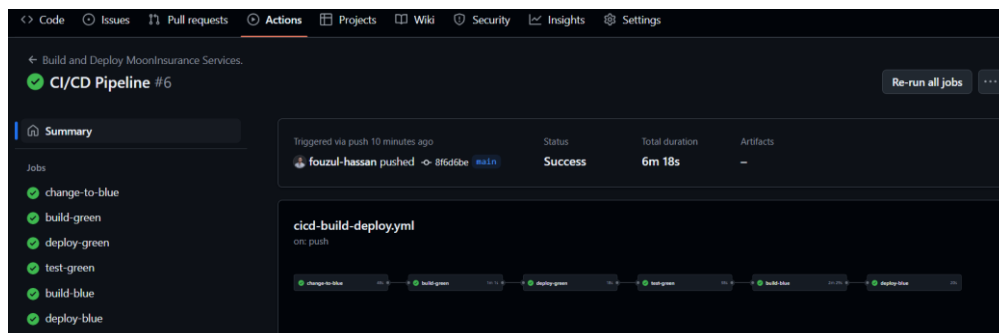 Code Issues Pull requests Actions Projects Wiki Security Insights Settings
← Build and Deploy MoonInsurance Services.
CI/CD Pipeline #6
Re-run all jobs ...
Summary
Triggered via push 10 minutes ago Status Total duration Artifacts
fouzul-hassan pushed 8f6d6be main Success 6m 18s –
Jobs
change-to-blue
build-green
deploy-green
test-green
build-blue
deploy-blue
cicd-build-deploy.yml
on: push
change-to-blue build-green deploy-green test-green build-blue deploy-blue